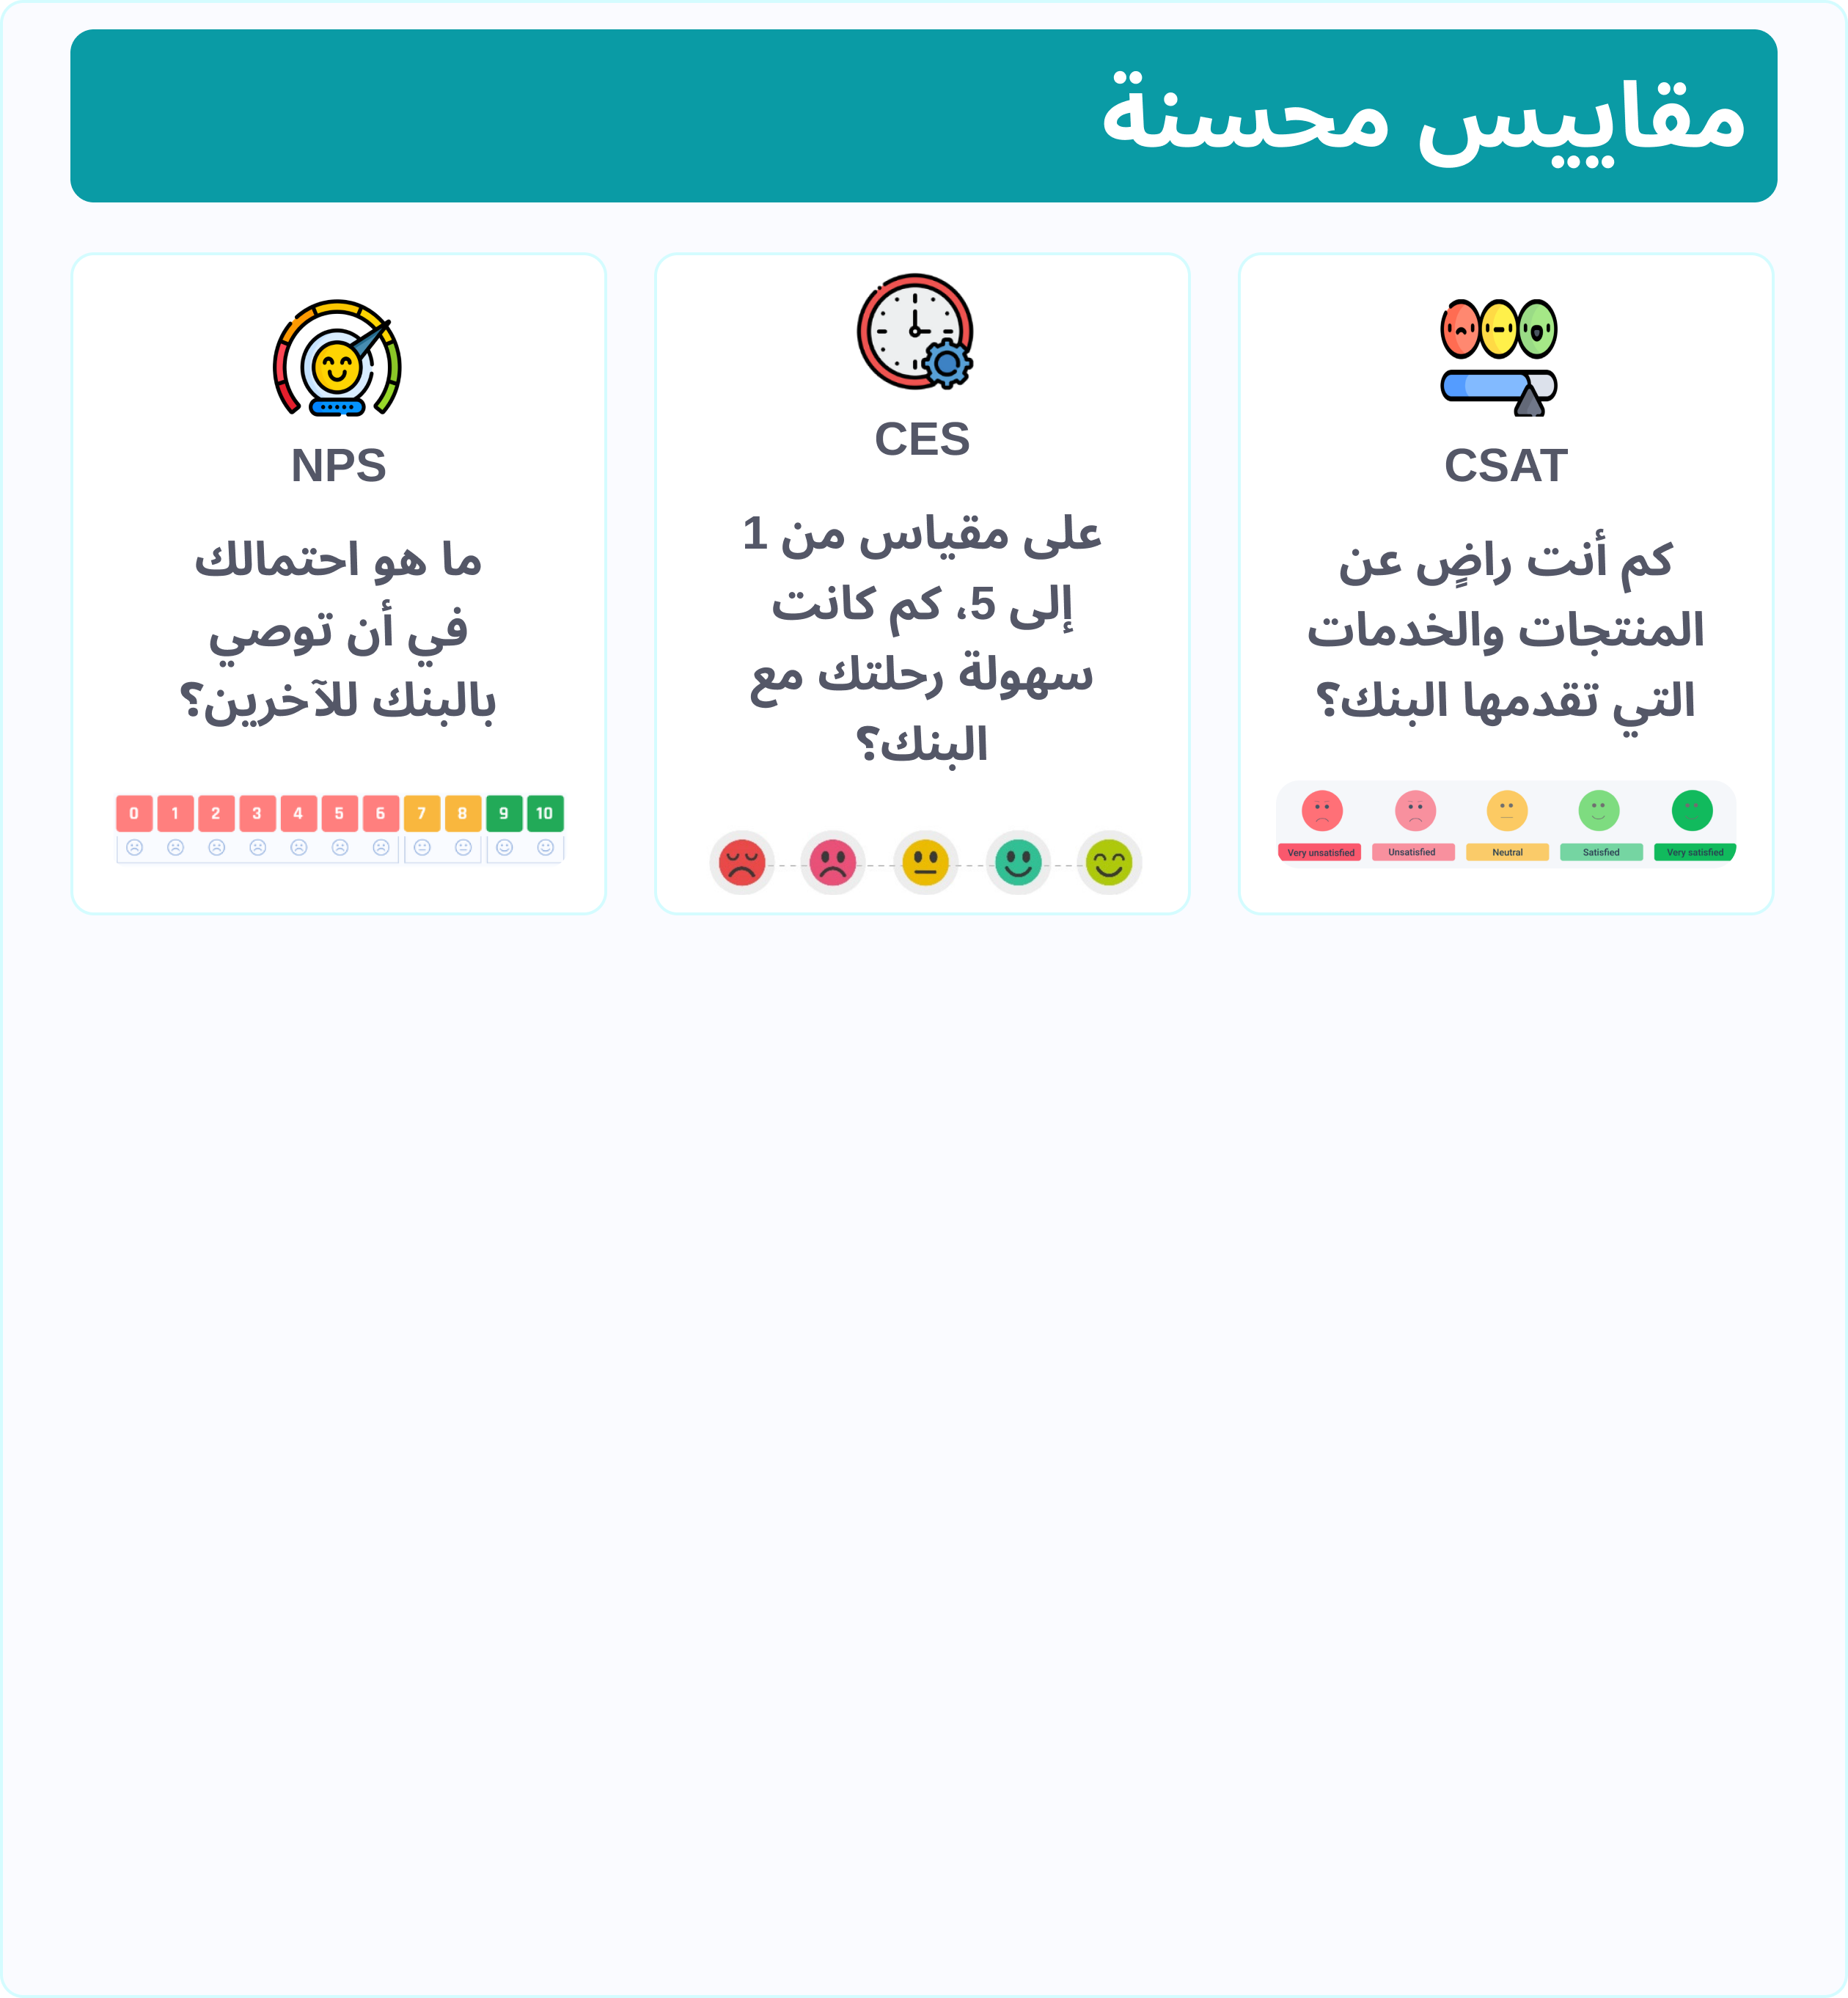 مقاييس محسنة
CSAT
كم أنت راضٍ عن
المنتجات والخدمات
التي تقدمها البنك؟
Very unsatisfied
Unsatisfied
Neutral
Satisfied
Very satisfied
CES
على مقياس من 1
إلى 5، كم كانت
سهولة رحلتك مع
البنك؟
NPS
ما هو احتمالك
في أن توصي
بالبنك للآخرين؟
0 1 2 3 4 5 6 7 8 9 10